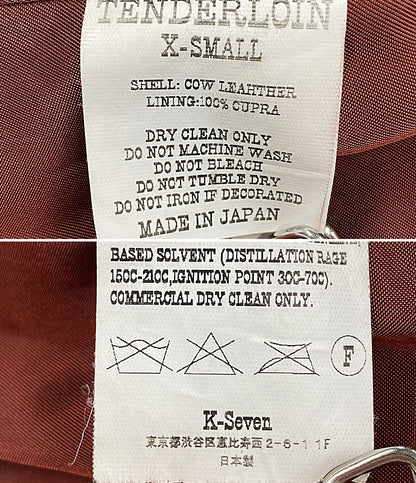 TENDERLOIN
X-SMALL
SHELL: COW LEAHTHER
LINING:100% CUPRA
DRY CLEAN ONLY
DO NOT MACHINE WASH
DO NOT BLEACH
DO NOT TUMBLE DRY
DO NOT IRON IF DECORATED
MADE IN JAPAN
BASED SOLVENT (DISTILLATION RAGE
150C-210C,IGNITION POINT 30C-70C).
COMMERCIAL DRY CLEAN ONLY.
F
K-Seven
東京都渋谷区恵比寿西2-6-1 1F
日本製